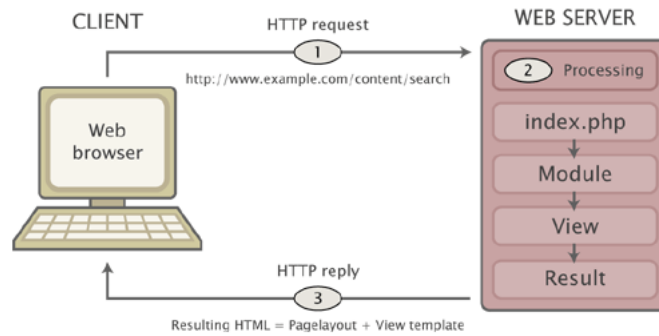 CLIENT
HTTP request
WEB SERVER
1
http://www.example.com/content/search
2 Processing
Web
browser
index.php
Module
View
Result
HTTP reply
3
Resulting HTML = Pagelayout + View template